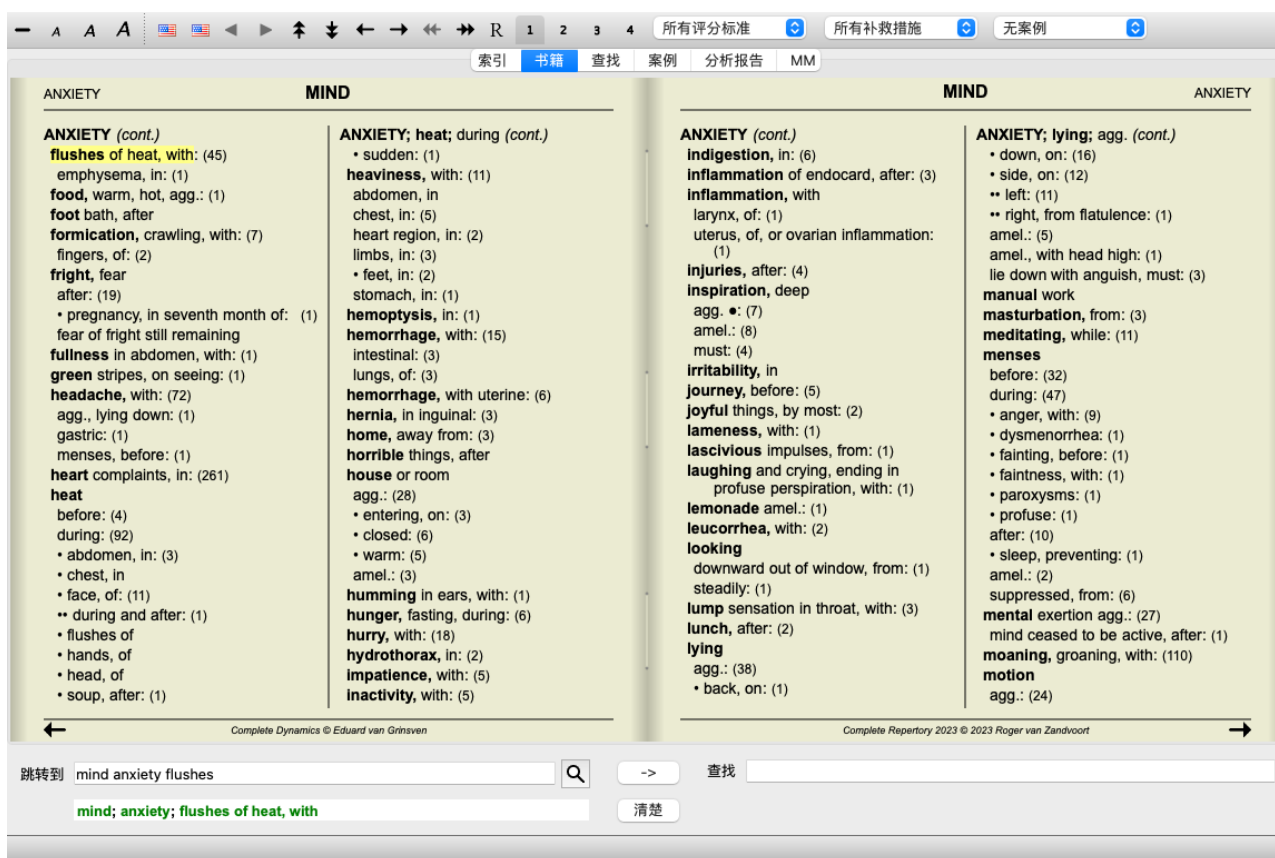 A A A R 1 2 3 4 所有评分标准 所有补救措施 无案例
索引 书籍 查找 案例 分析报告 MM
ANXIETY MIND
ANXIETY (cont.)
flushes of heat, with: (45)
emphysema, in: (1)
food, warm, hot, agg.: (1)
foot bath, after
formication, crawling, with: (7)
fingers, of: (2)
fright, fear
after: (19)
• pregnancy, in seventh month of: (1)
fear of fright still remaining
fullness in abdomen, with: (1)
green stripes, on seeing: (1)
headache, with: (72)
agg., lying down: (1)
gastric: (1)
menses, before: (1)
heart complaints, in: (261)
heat
before: (4)
during: (92)
• abdomen, in: (3)
• chest, in
• face, of: (11)
•• during and after: (1)
• flushes of
• hands, of
• head, of
• soup, after: (1)
ANXIETY; heat; during (cont.)
• sudden: (1)
heaviness, with: (11)
abdomen, in
chest, in: (5)
heart region, in: (2)
limbs, in: (3)
• feet, in: (2)
stomach, in: (1)
hemoptysis, in: (1)
hemorrhage, with: (15)
intestinal: (3)
lungs, of: (3)
hemorrhage, with uterine: (6)
hernia, in inguinal: (3)
home, away from: (3)
horrible things, after
house or room
agg.: (28)
• entering, on: (3)
• closed: (6)
• warm: (5)
amel.: (3)
humming in ears, with: (1)
hunger, fasting, during: (6)
hurry, with: (18)
hydrothorax, in: (2)
impatience, with: (5)
inactivity, with: (5)
Complete Dynamics © Eduard van Grinsven
MIND ANXIETY
ANXIETY (cont.)
indigestion, in: (6)
inflammation of endocard, after: (3)
inflammation, with
larynx, of: (1)
uterus, of, or ovarian inflammation:
(1)
injuries, after: (4)
inspiration, deep
agg. ●: (7)
amel.: (8)
must: (4)
irritability, in
journey, before: (5)
joyful things, by most: (2)
lameness, with: (1)
lascivious impulses, from: (1)
laughing and crying, ending in
profuse perspiration, with: (1)
lemonade amel.: (1)
leucorrhea, with: (2)
looking
downward out of window, from: (1)
steadily: (1)
lump sensation in throat, with: (3)
lunch, after: (2)
lying
agg.: (38)
• back, on: (1)
ANXIETY; lying; agg. (cont.)
• down, on: (16)
• side, on: (12)
•• left: (11)
•• right, from flatulence: (1)
amel.: (5)
amel., with head high: (1)
lie down with anguish, must: (3)
manual work
masturbation, from: (3)
meditating, while: (11)
menses
before: (32)
during: (47)
• anger, with: (9)
• dysmenorrhea: (1)
• fainting, before: (1)
• faintness, with: (1)
• paroxysms: (1)
• profuse: (1)
after: (10)
• sleep, preventing: (1)
amel.: (2)
suppressed, from: (6)
mental exertion agg.: (27)
mind ceased to be active, after: (1)
moaning, groaning, with: (110)
motion
agg.: (24)
Complete Repertory 2023 © 2023 Roger van Zandvoort
跳转到 mind anxiety flushes -> 查找
mind; anxiety; flushes of heat, with 清楚